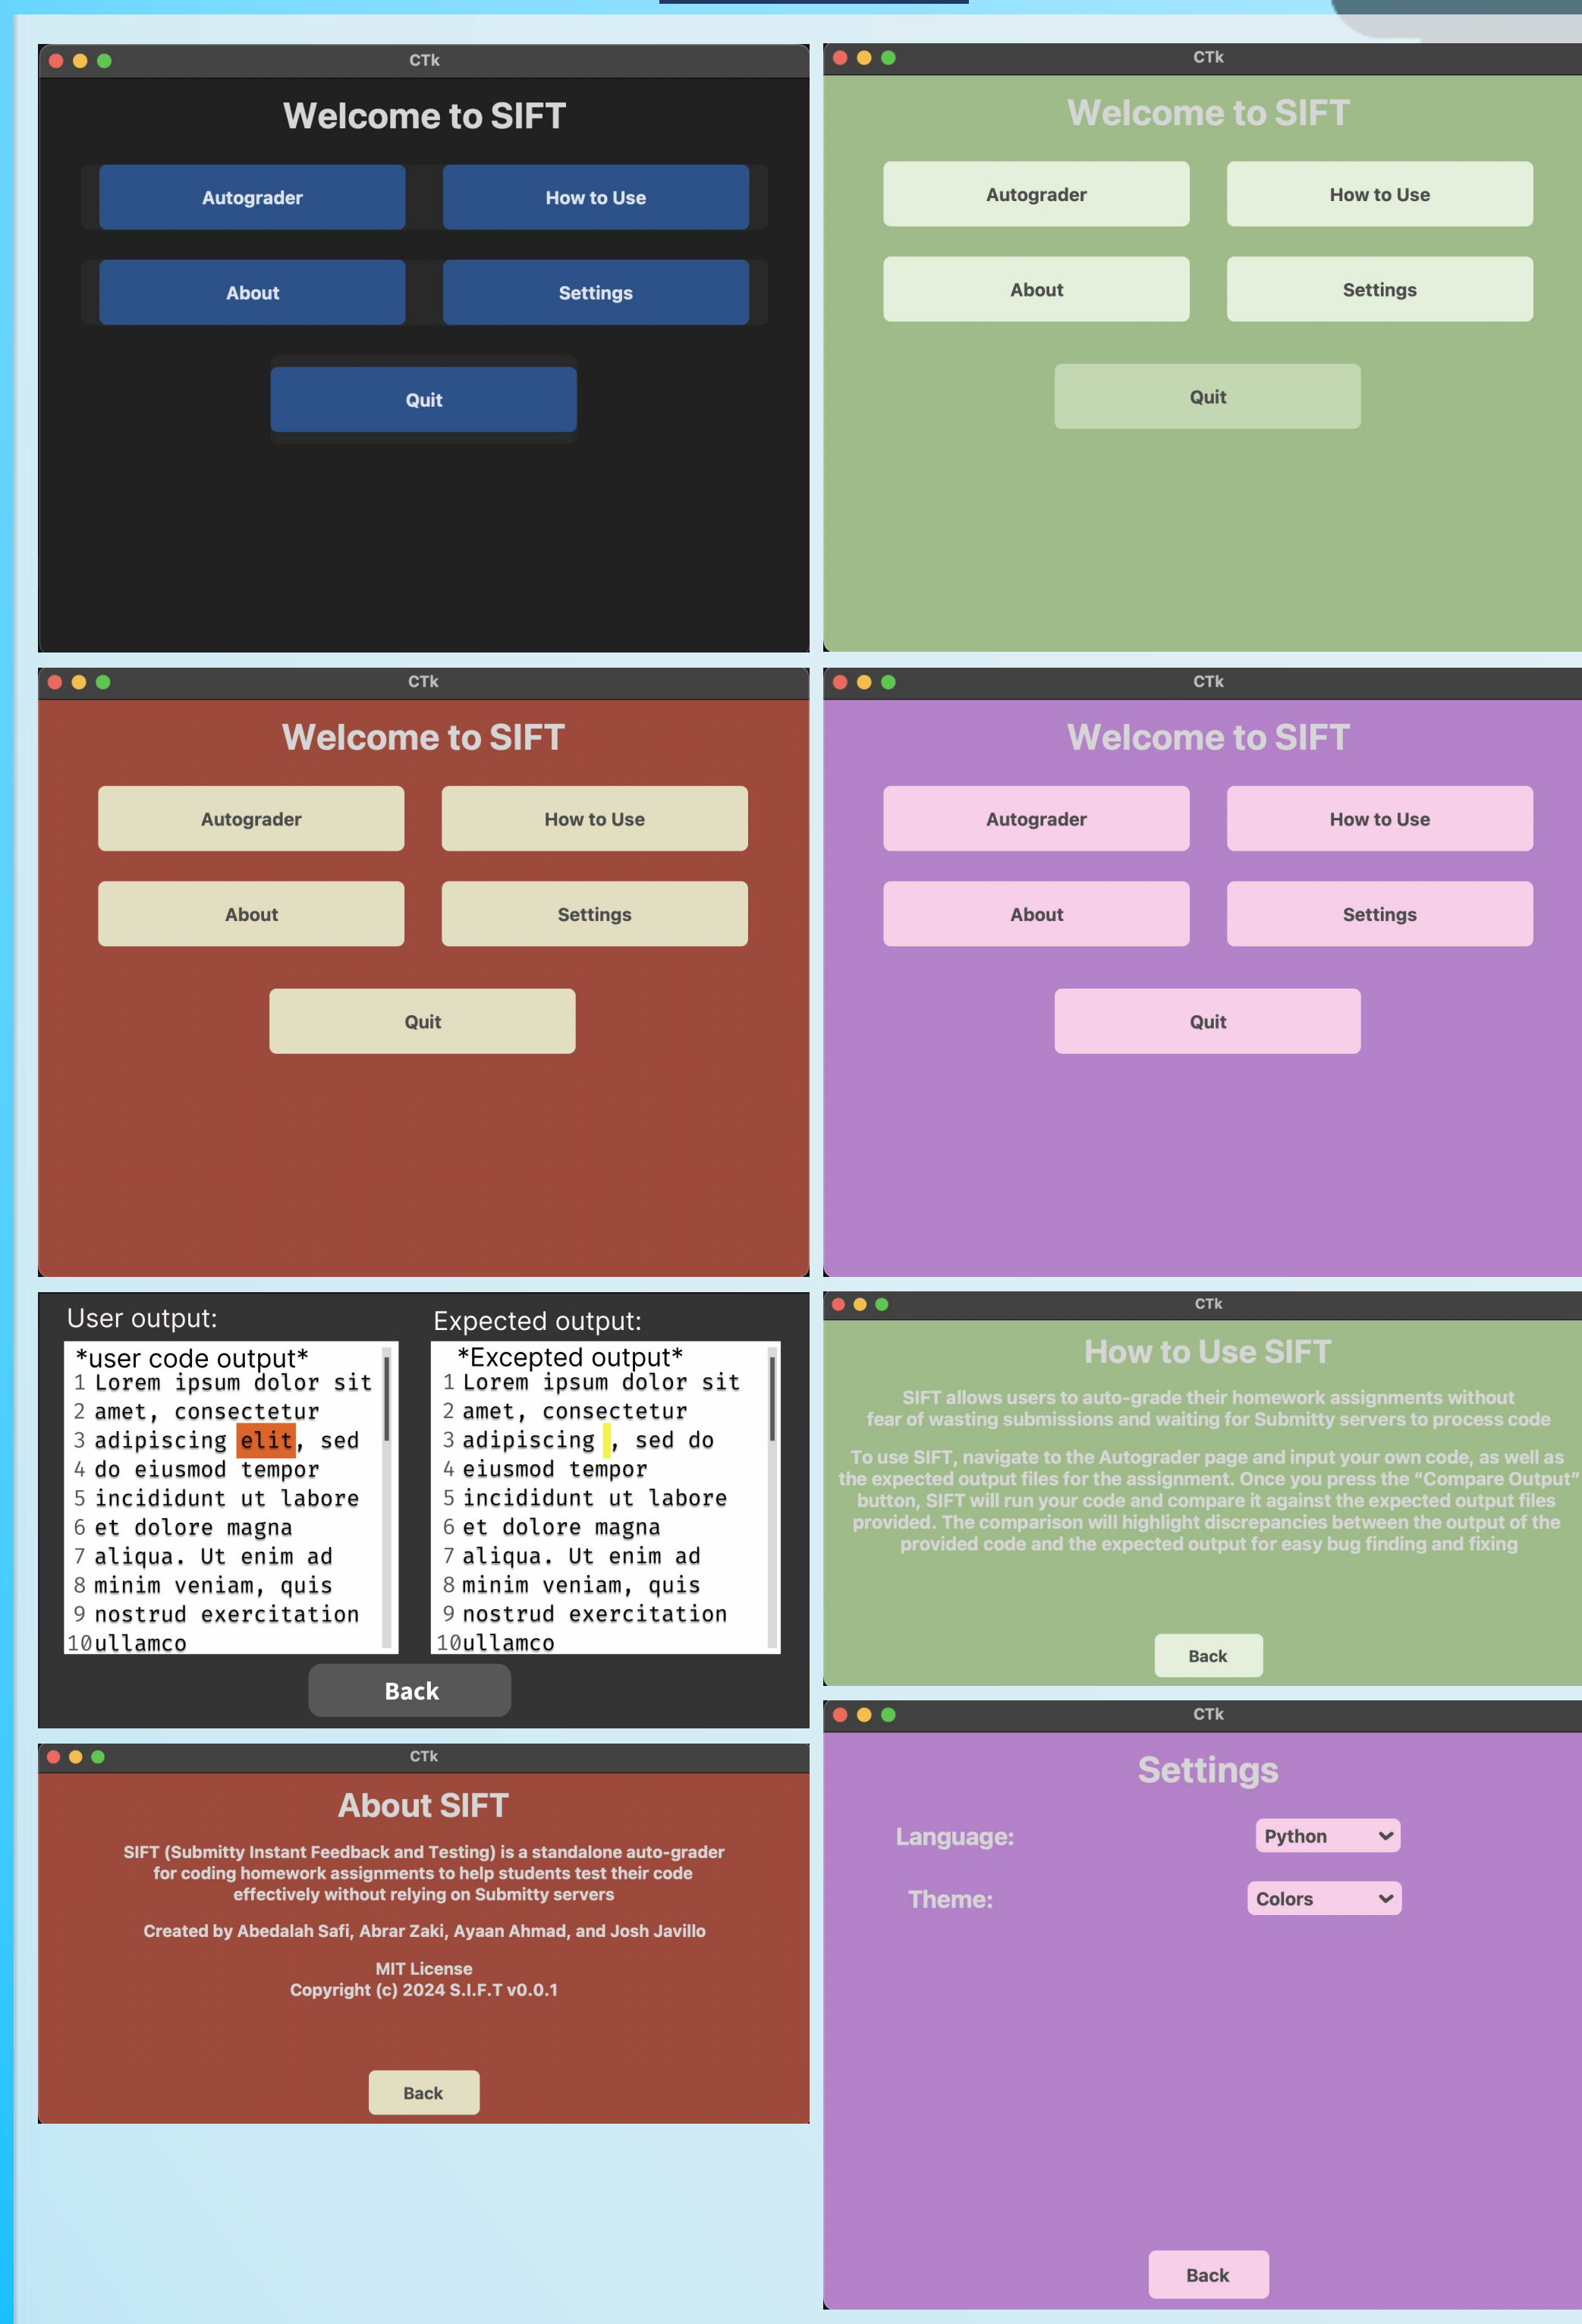 CTk
Welcome to SIFT
Autograder
How to Use
About
Settings
Quit
CTk
Welcome to SIFT
Autograder
How to Use
About
Settings
Quit
CTk
Welcome to SIFT
Autograder
How to Use
About
Settings
Quit
CTk
Welcome to SIFT
Autograder
How to Use
About
Settings
Quit
User output:
*user code output*
1 Lorem ipsum dolor sit
2 amet, consectetur
3 adipiscing elit, sed
4 do eiusmod tempor
5 incididunt ut labore
6 et dolore magna
7 aliqua. Ut enim ad
8 minim veniam, quis
9 nostrud exercitation
10 ullamco
Expected output:
*Excepted output*
1 Lorem ipsum dolor sit
2 amet, consectetur
3 adipiscing , sed do
4 eiusmod tempor
5 incididunt ut labore
6 et dolore magna
7 aliqua. Ut enim ad
8 minim veniam, quis
9 nostrud exercitation
10 ullamco
Back
CTk
How to Use SIFT
SIFT allows users to auto-grade their homework assignments without
fear of wasting submissions and waiting for Submitty servers to process code
To use SIFT, navigate to the Autograder page and input your own code, as well as
the expected output files for the assignment. Once you press the “Compare Output”
button, SIFT will run your code and compare it against the expected output files
provided. The comparison will highlight discrepancies between the output of the
provided code and the expected output for easy bug finding and fixing
Back
CTk
About SIFT
SIFT (Submitty Instant Feedback and Testing) is a standalone auto-grader
for coding homework assignments to help students test their code
effectively without relying on Submitty servers
Created by Abedalah Safi, Abrar Zaki, Ayaan Ahmad, and Josh Javillo
MIT License
Copyright (c) 2024 S.I.F.T v0.0.1
Back
CTk
Settings
Language:
Python
Theme:
Colors
Back